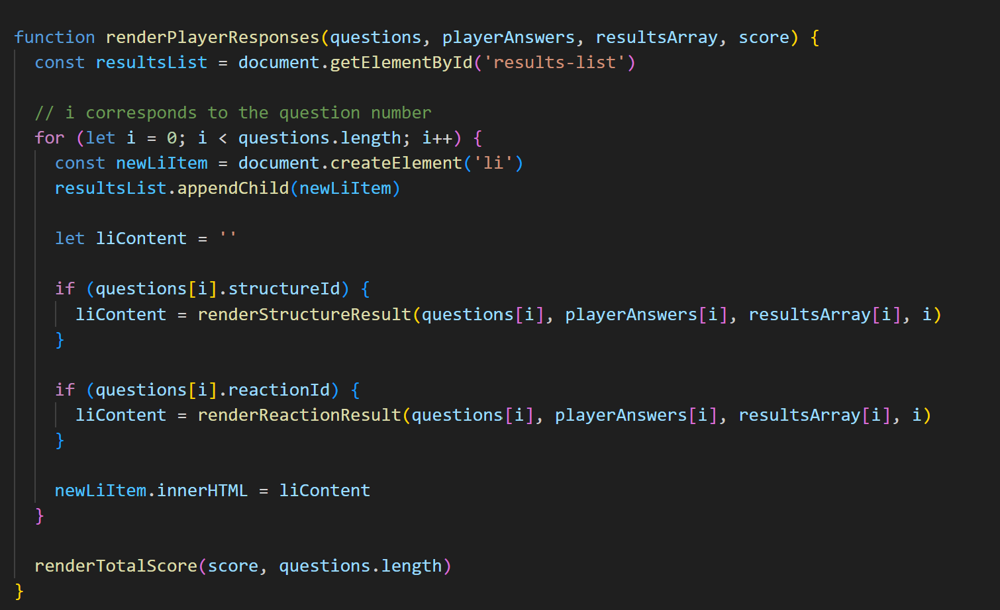 function renderPlayerResponses(questions, playerAnswers, resultsArray, score) {
const resultsList = document.getElementById('results-list')
// i corresponds to the question number
for (let i = 0; i < questions.length; i++) {
const newLiItem = document.createElement('li')
resultsList.appendChild(newLiItem)
let liContent = ''
if (questions[i].structureId) {
liContent = renderStructureResult(questions[i], playerAnswers[i], resultsArray[i], i)
}
if (questions[i].reactionId) {
liContent = renderReactionResult(questions[i], playerAnswers[i], resultsArray[i], i)
}
newLiItem.innerHTML = liContent
}
renderTotalScore(score, questions.length)
}